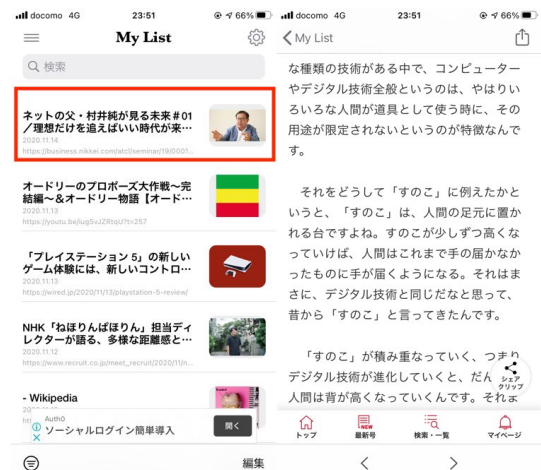 docomo 4G 23:51 66%
My List
検索
ネットの父・村井純が見る未来＃01
／理想だけを追えばいい時代が来…
2020.11.14
https://business.nikkei.com/atcl/seminar/19/0001...
オードリーのプロポーズ大作戦〜完
結編〜＆オードリー物語【オード…
2020.11.13
https://youtu.be/iug5vJZRtqU?t=257
「プレイステーション 5」の新しい
ゲーム体験には、新しいコントロ…
2020.11.13
https://wired.jp/2020/11/13/playstation-5-review/
NHK「ねほりんぱほりん」担当ディ
レクターが語る、多様な距離感と…
2020.11.12
https://www.recruit.co.jp/meet_recruit/2020/11/n...
- Wikipedia
Auth0
ソーシャルログイン簡単導入
開く
編集
docomo 4G 23:51 66%
My List
な種類の技術がある中で、コンピューター
やデジタル技術全般というのは、やはりい
ろいろな人間が道具として使う時に、その
用途が限定されないというのが特徴なんで
す。
それをどうして「すのこ」に例えたかと
いうと、「すのこ」は、人間の足元に置か
れる台ですよね。すのこが少しずつ高くな
っていけば、人間はこれまで手の届かなか
ったものに手が届くようになる。それはま
さに、デジタル技術と同じだなと思って、
昔から「すのこ」と言ってきたんです。
「すのこ」が積み重なっていく、つまり
デジタル技術が進化していくと、だん
人間は背が高くなっていくんです。それま
シェア
クリップ
トップ
NEW
最新号
検索・一覧
マイページ